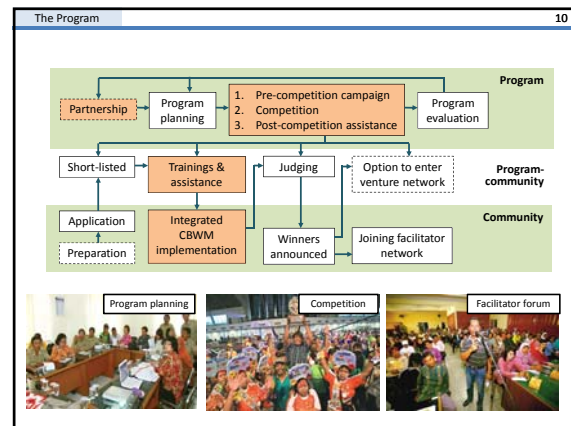 The Program
10
Program
Partnership
Program
planning
1. Pre-competition campaign
2. Competition
3. Post-competition assistance
Program
evaluation
Short-listed
Trainings &
assistance
Judging
Option to enter
venture network
Program-
community
Application
Preparation
Integrated
CBWM
implementation
Winners
announced
Joining facilitator
network
Community
Program planning
Competition
Facilitator forum